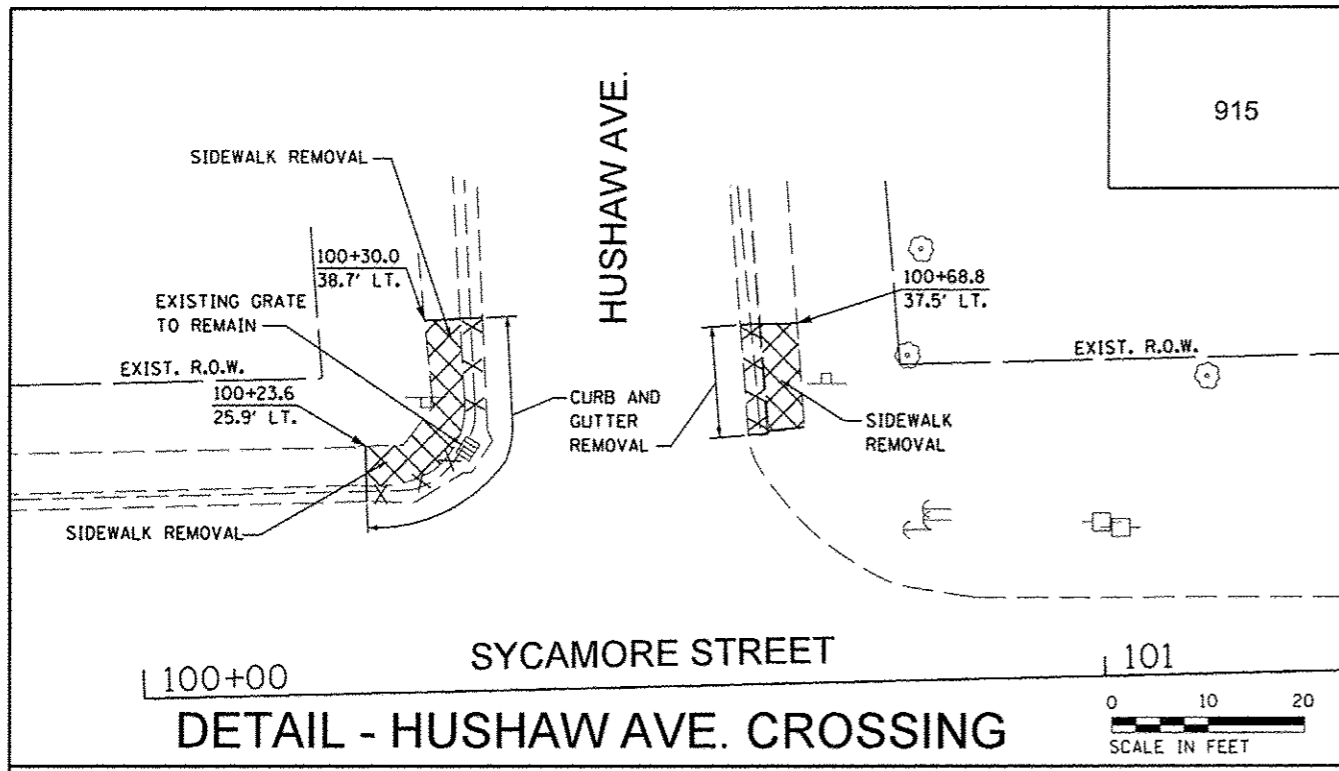 915
HUSHAW AVE.
SIDEWALK REMOVAL
100+30.0
38.7' LT.
100+68.8
37.5' LT.
EXISTING GRATE
TO REMAIN
EXIST. R.O.W.
EXIST. R.O.W.
100+23.6
25.9' LT.
CURB AND
GUTTER
REMOVAL
SIDEWALK
REMOVAL
SIDEWALK REMOVAL
SYCAMORE STREET
100+00
101
DETAIL - HUSHAW AVE. CROSSING
0 10 20
SCALE IN FEET